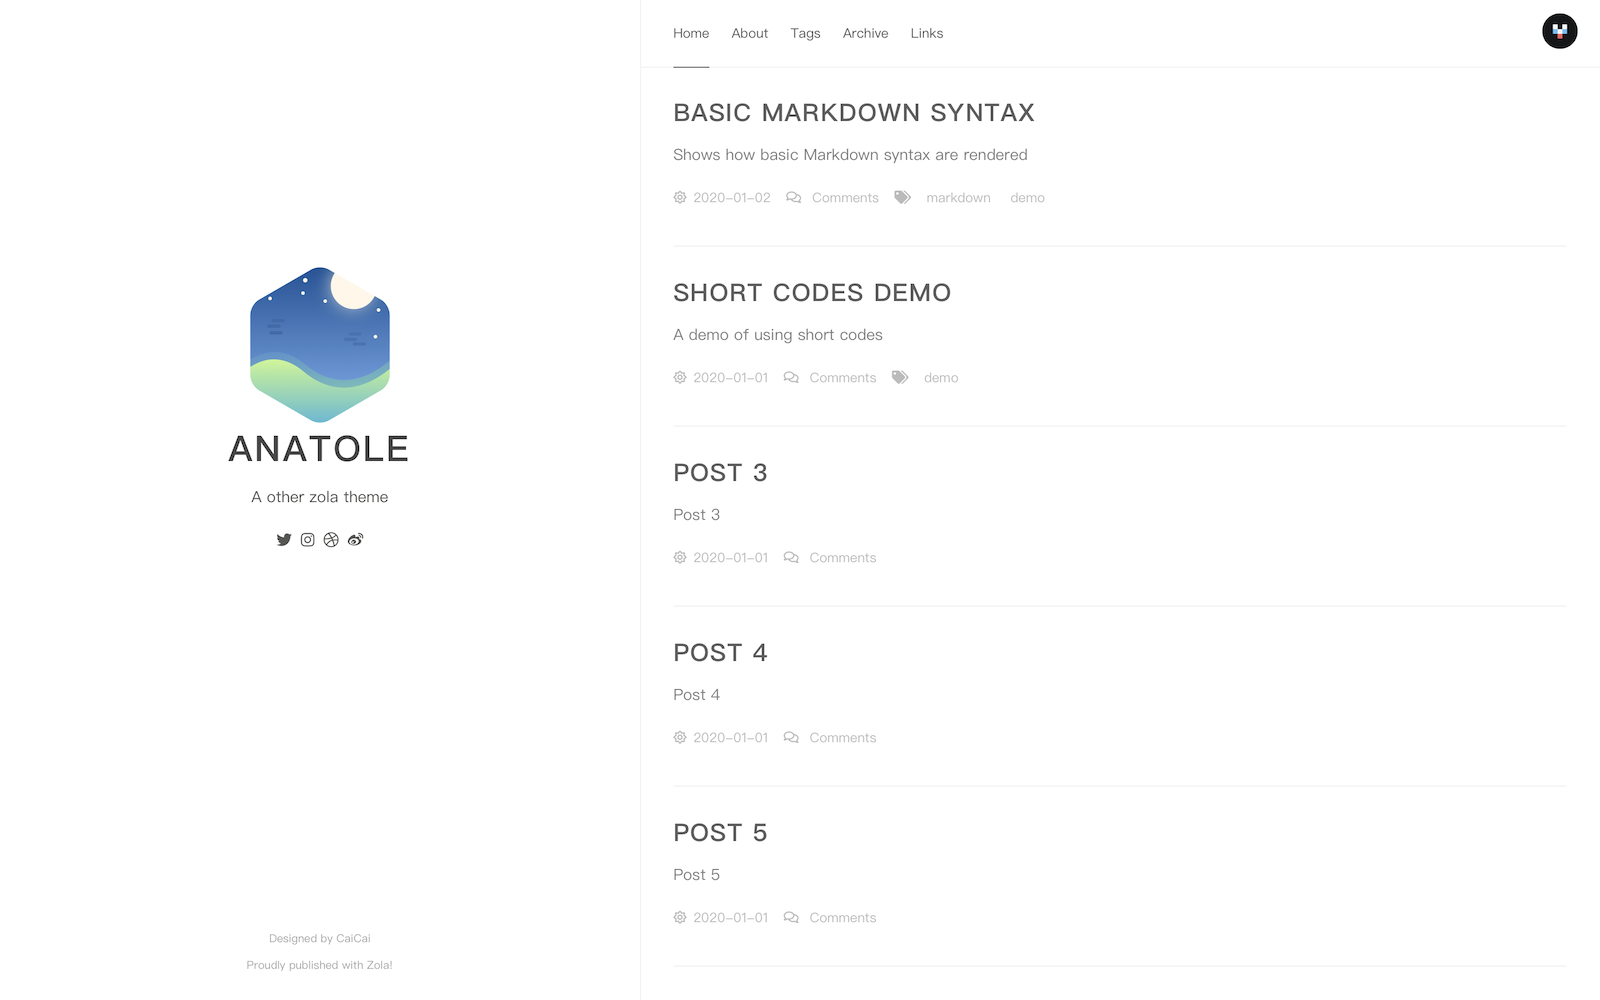 ANATOLE
A other zola theme
Designed by CaiCai
Proudly published with Zola!
Home About Tags Archive Links
BASIC MARKDOWN SYNTAX
Shows how basic Markdown syntax are rendered
2020-01-02 Comments markdown demo
SHORT CODES DEMO
A demo of using short codes
2020-01-01 Comments demo
POST 3
Post 3
2020-01-01 Comments
POST 4
Post 4
2020-01-01 Comments
POST 5
Post 5
2020-01-01 Comments